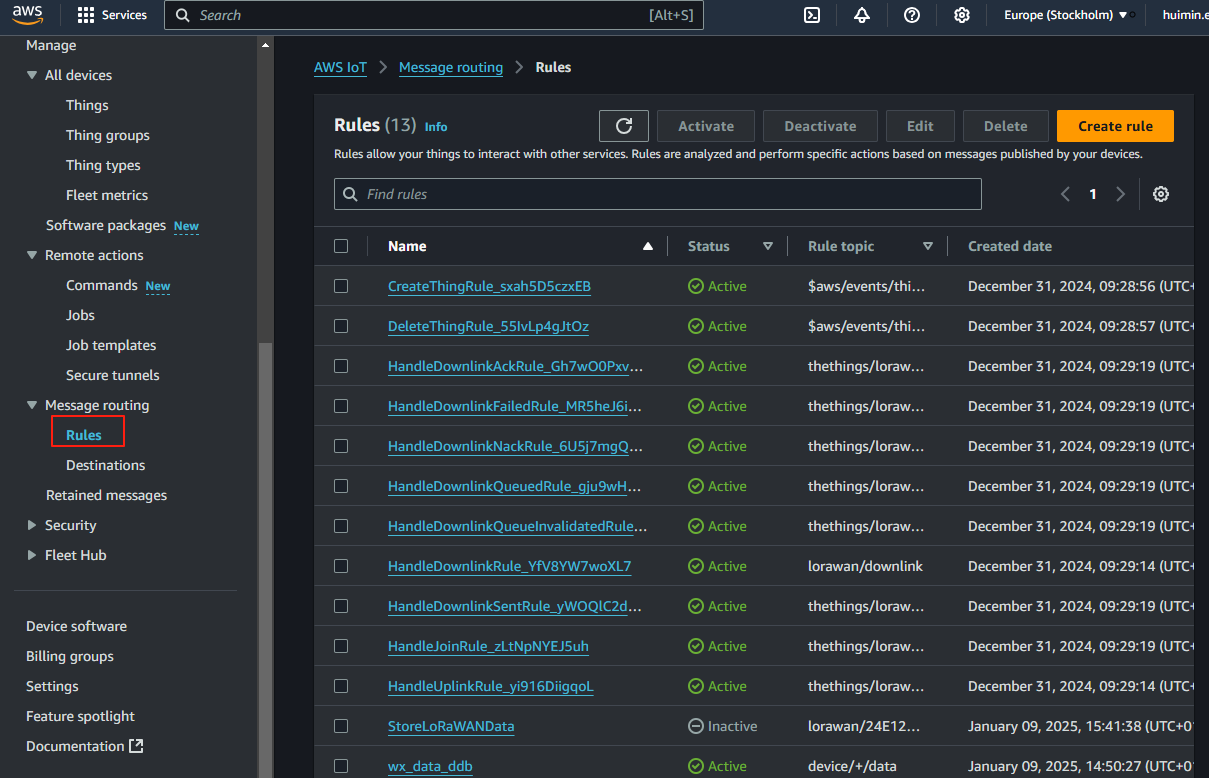 aws Services Search [Alt+S] Europe (Stockholm) huimin.e
Manage
All devices
Things
Thing groups
Thing types
Fleet metrics
Software packages New
Remote actions
Commands New
Jobs
Job templates
Secure tunnels
Message routing
Rules
Destinations
Retained messages
Security
Fleet Hub
Device software
Billing groups
Settings
Feature spotlight
Documentation
AWS IoT > Message routing > Rules
Rules (13) Info Activate Deactivate Edit Delete Create rule
Rules allow your things to interact with other services. Rules are analyzed and perform specific actions based on messages published by your devices.
Find rules 1
Name Status Rule topic Created date
CreateThingRule_sxah5D5czxEB Active $aws/events/thi... December 31, 2024, 09:28:56 (UTC+
DeleteThingRule_55IvLp4gJtOz Active $aws/events/thi... December 31, 2024, 09:28:57 (UTC+
HandleDownlinkAckRule_Gh7wO0Pxv... Active thethings/loraw... December 31, 2024, 09:29:19 (UTC+
HandleDownlinkFailedRule_MR5heJ6i... Active thethings/loraw... December 31, 2024, 09:29:19 (UTC+
HandleDownlinkNackRule_6U5j7mgQ... Active thethings/loraw... December 31, 2024, 09:29:19 (UTC+
HandleDownlinkQueuedRule_gju9wH... Active thethings/loraw... December 31, 2024, 09:29:19 (UTC+
HandleDownlinkQueueInvalidatedRule... Active thethings/loraw... December 31, 2024, 09:29:19 (UTC+
HandleDownlinkRule_YfV8YW7woXL7 Active lorawan/downlink December 31, 2024, 09:29:14 (UTC+
HandleDownlinkSentRule_yWOQlC2d... Active thethings/loraw... December 31, 2024, 09:29:19 (UTC+
HandleJoinRule_zLtNpNYEJ5uh Active thethings/loraw... December 31, 2024, 09:29:19 (UTC+
HandleUplinkRule_yi916DiigqoL Active thethings/loraw... December 31, 2024, 09:29:14 (UTC+
StoreLoRaWANData Inactive lorawan/24E12... January 09, 2025, 15:41:38 (UTC+01
wx_data_ddb Active device/+/data January 09, 2025, 14:50:27 (UTC+01